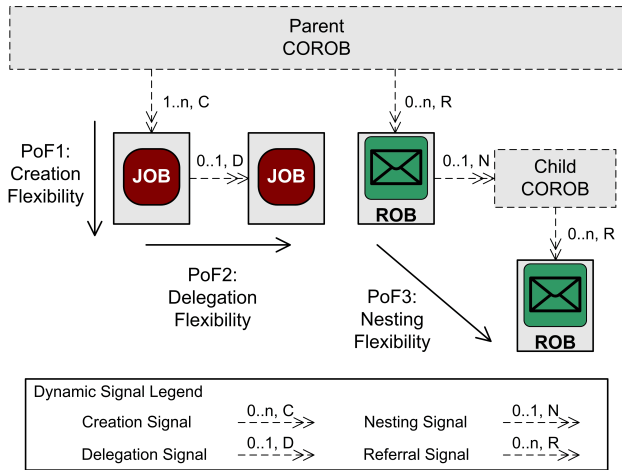 Parent
COROB
1..n, C
0..n, R
PoF1:
Creation
Flexibility
JOB
0..1, D
JOB
ROB
0..1, N
Child
COROB
0..n, R
PoF2:
Delegation
Flexibility
PoF3:
Nesting
Flexibility
ROB
Dynamic Signal Legend
Creation Signal
0..n, C
Nesting Signal
0..1, N
Delegation Signal
0..1, D
Referral Signal
0..n, R